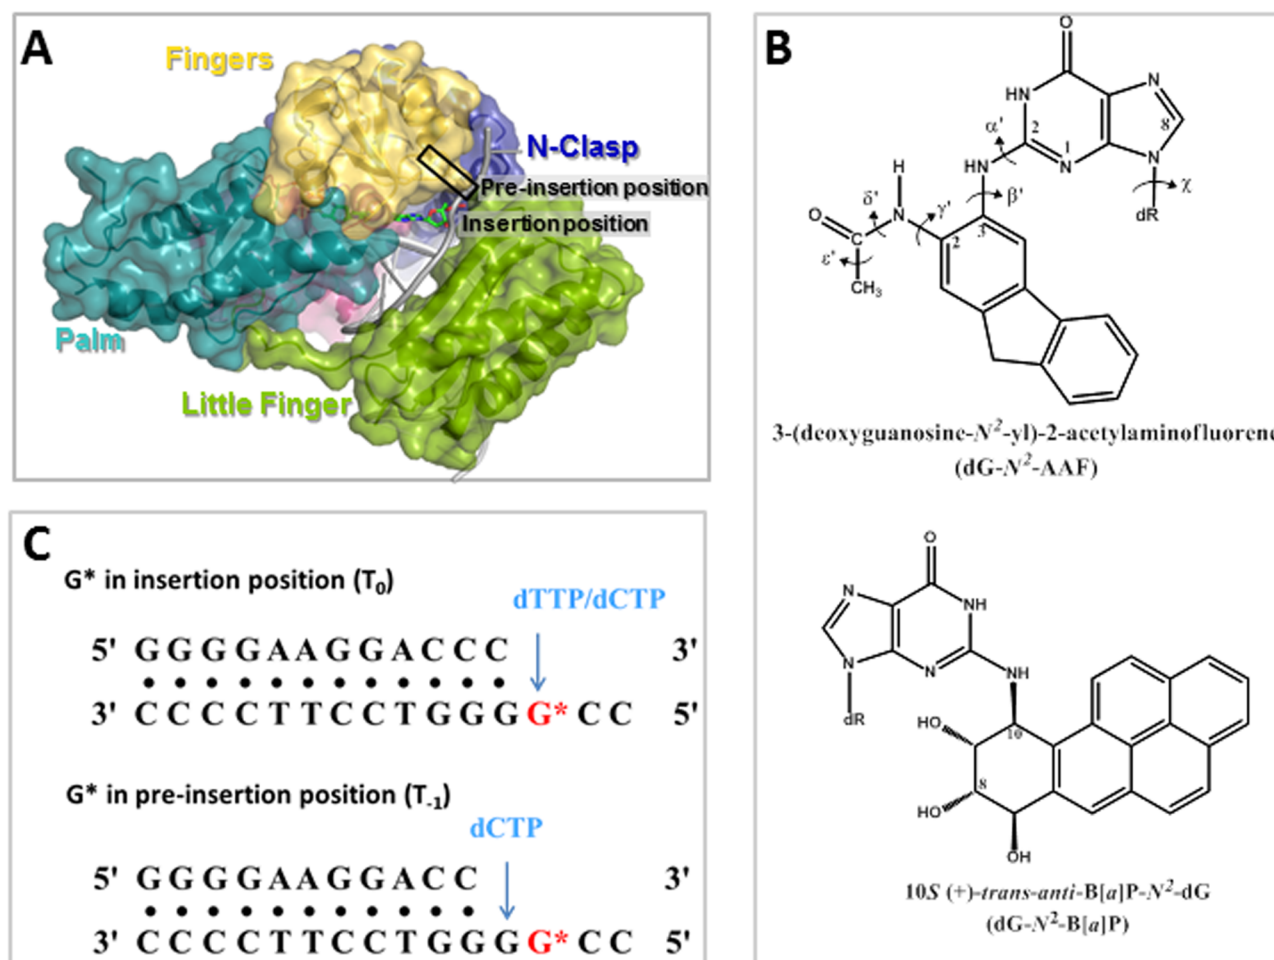 A
Fingers
N-Clasp
Pre-insertion position
Insertion position
Palm
Little Finger
B
O
HN
N
α'
2
8
1
HN
N
N
H
χ
δ'
β'
dR
O
N
γ'
C
2
3
ε'
CH₃
3-(deoxyguanosine-N²-yl)-2-acetylaminofluorene
(dG-N²-AAF)
C
G* in insertion position (T₀)
dTTP/dCTP
5' G G G G A A G G A C C C 3'
3' C C C C T T C C T G G G G* C C 5'
G* in pre-insertion position (T₋₁)
dCTP
5' G G G G A A G G A C C 3'
3' C C C C T T C C T G G G G* C C 5'
O
N
NH
N
N
NH
dR
HO
10
8
HO
OH
10S (+)-trans-anti-B[a]P-N²-dG
(dG-N²-B[a]P)